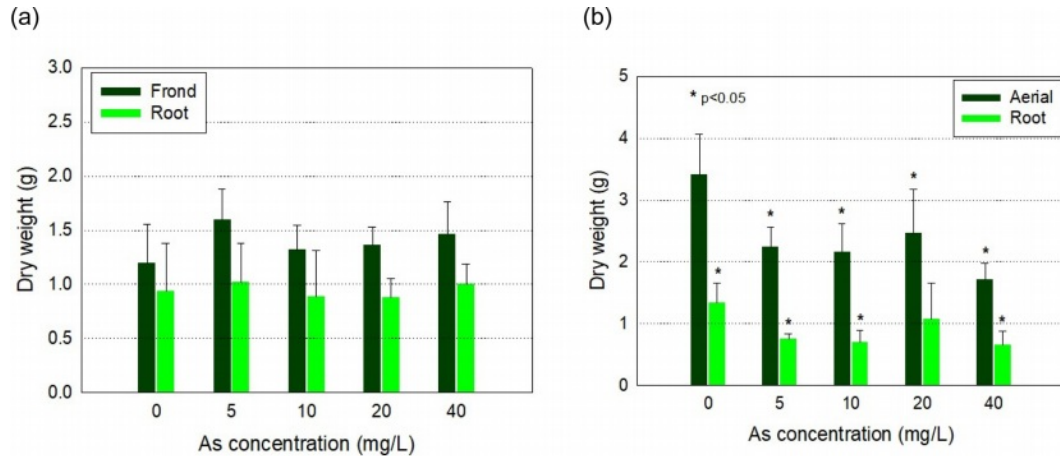 (a)
3.0
2.5
2.0
1.5
1.0
0.5
0.0
Dry weight (g)
Frond
Root
0 5 10 20 40
As concentration (mg/L)
(b)
5
4
3
2
1
0
Dry weight (g)
* p<0.05
Aerial
Root
* * * * * * * *
0 5 10 20 40
As concentration (mg/L)